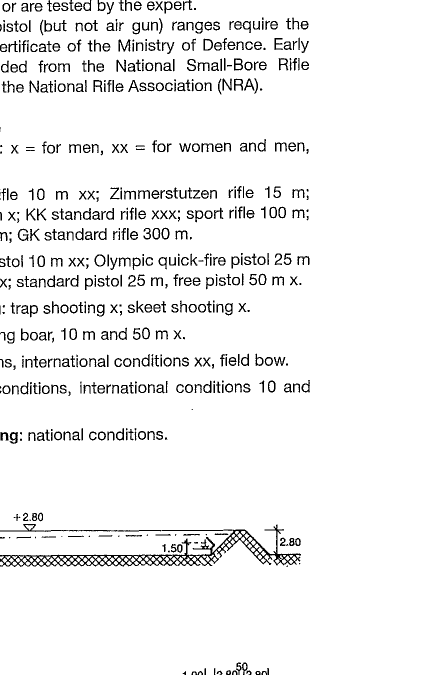 or are tested by the expert.
pistol (but not air gun) ranges require the
ertificate of the Ministry of Defence. Early
ded from the National Small-Bore Rifle
the National Rifle Association (NRA).
: x = for men, xx = for women and men,
fle 10 m xx; Zimmerstutzen rifle 15 m;
x; KK standard rifle xxx; sport rifle 100 m;
m; GK standard rifle 300 m.
stol 10 m xx; Olympic quick-fire pistol 25 m
x; standard pistol 25 m, free pistol 50 m x.
: trap shooting x; skeet shooting x.
ng boar, 10 m and 50 m x.
ns, international conditions xx, field bow.
conditions, international conditions 10 and
ng: national conditions.
+2.80
1.50
2.80
50